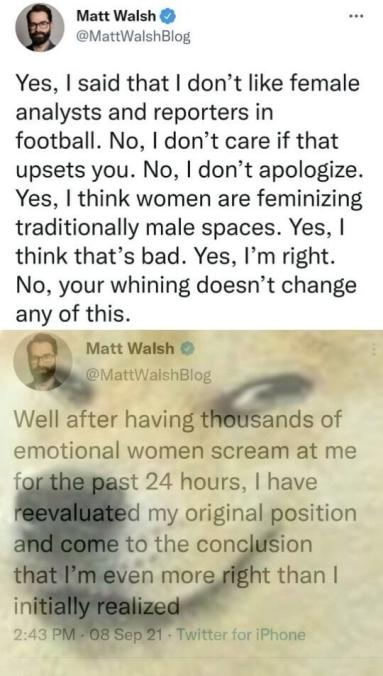 Matt Walsh
@MattWalshBlog
Yes, I said that I don't like female
analysts and reporters in
football. No, I don't care if that
upsets you. No, I don't apologize.
Yes, I think women are feminizing
traditionally male spaces. Yes, I
think that's bad. Yes, I'm right.
No, your whining doesn't change
any of this.
Matt Walsh
@MattWalshBlog
Well after having thousands of
emotional women scream at me
for the past 24 hours, I have
reevaluated my original position
and come to the conclusion
that I'm even more right than I
initially realized
2:43 PM · 08 Sep 21 · Twitter for iPhone